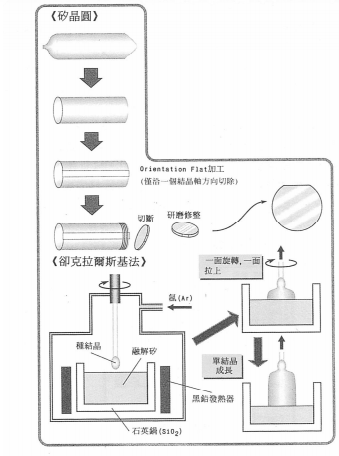 《矽晶圓》
Orientation Flat加工
(僅沿一個結晶軸方向切除)
切斷
研磨修整
《卻克拉爾斯基法》
氬(Ar)
一面旋轉,一面
拉上
種結晶
融解矽
單結晶
成長
黑鉛發熱器
石英鍋(SiO₂)